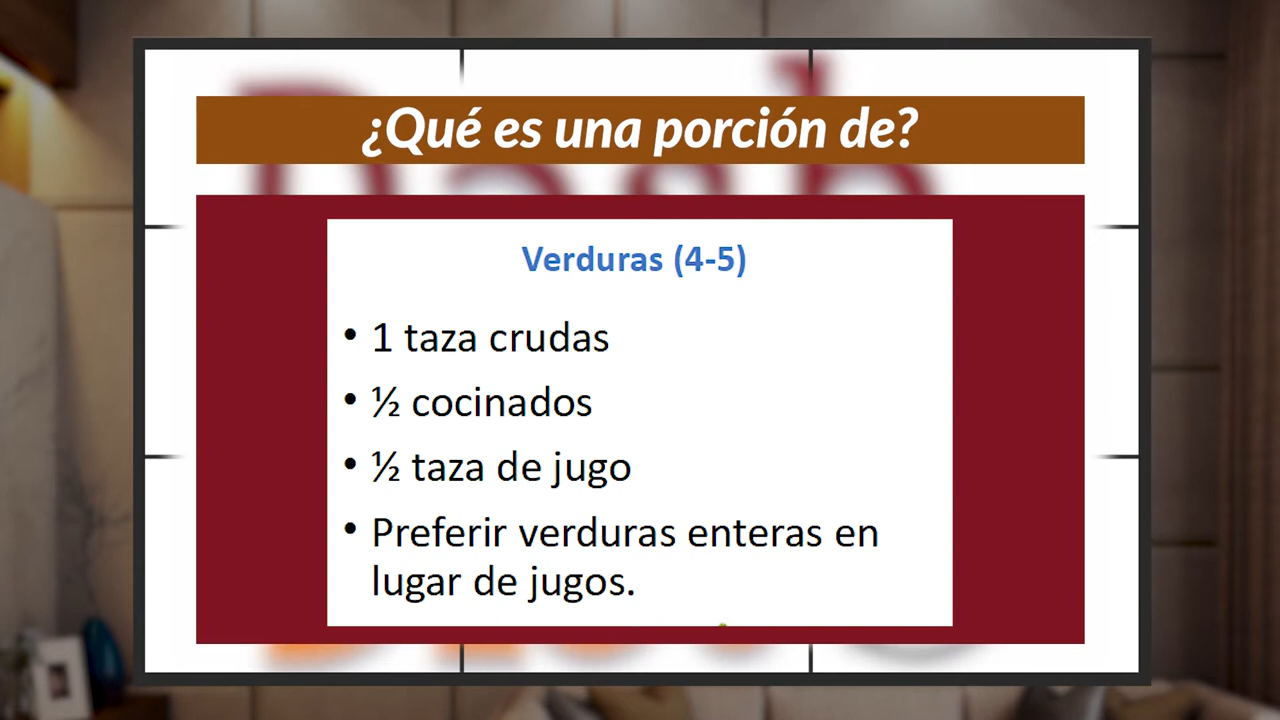 ¿Qué es una porción de?
Verduras (4-5)
• 1 taza crudas
• ½ cocinados
• ½ taza de jugo
• Preferir verduras enteras en
lugar de jugos.